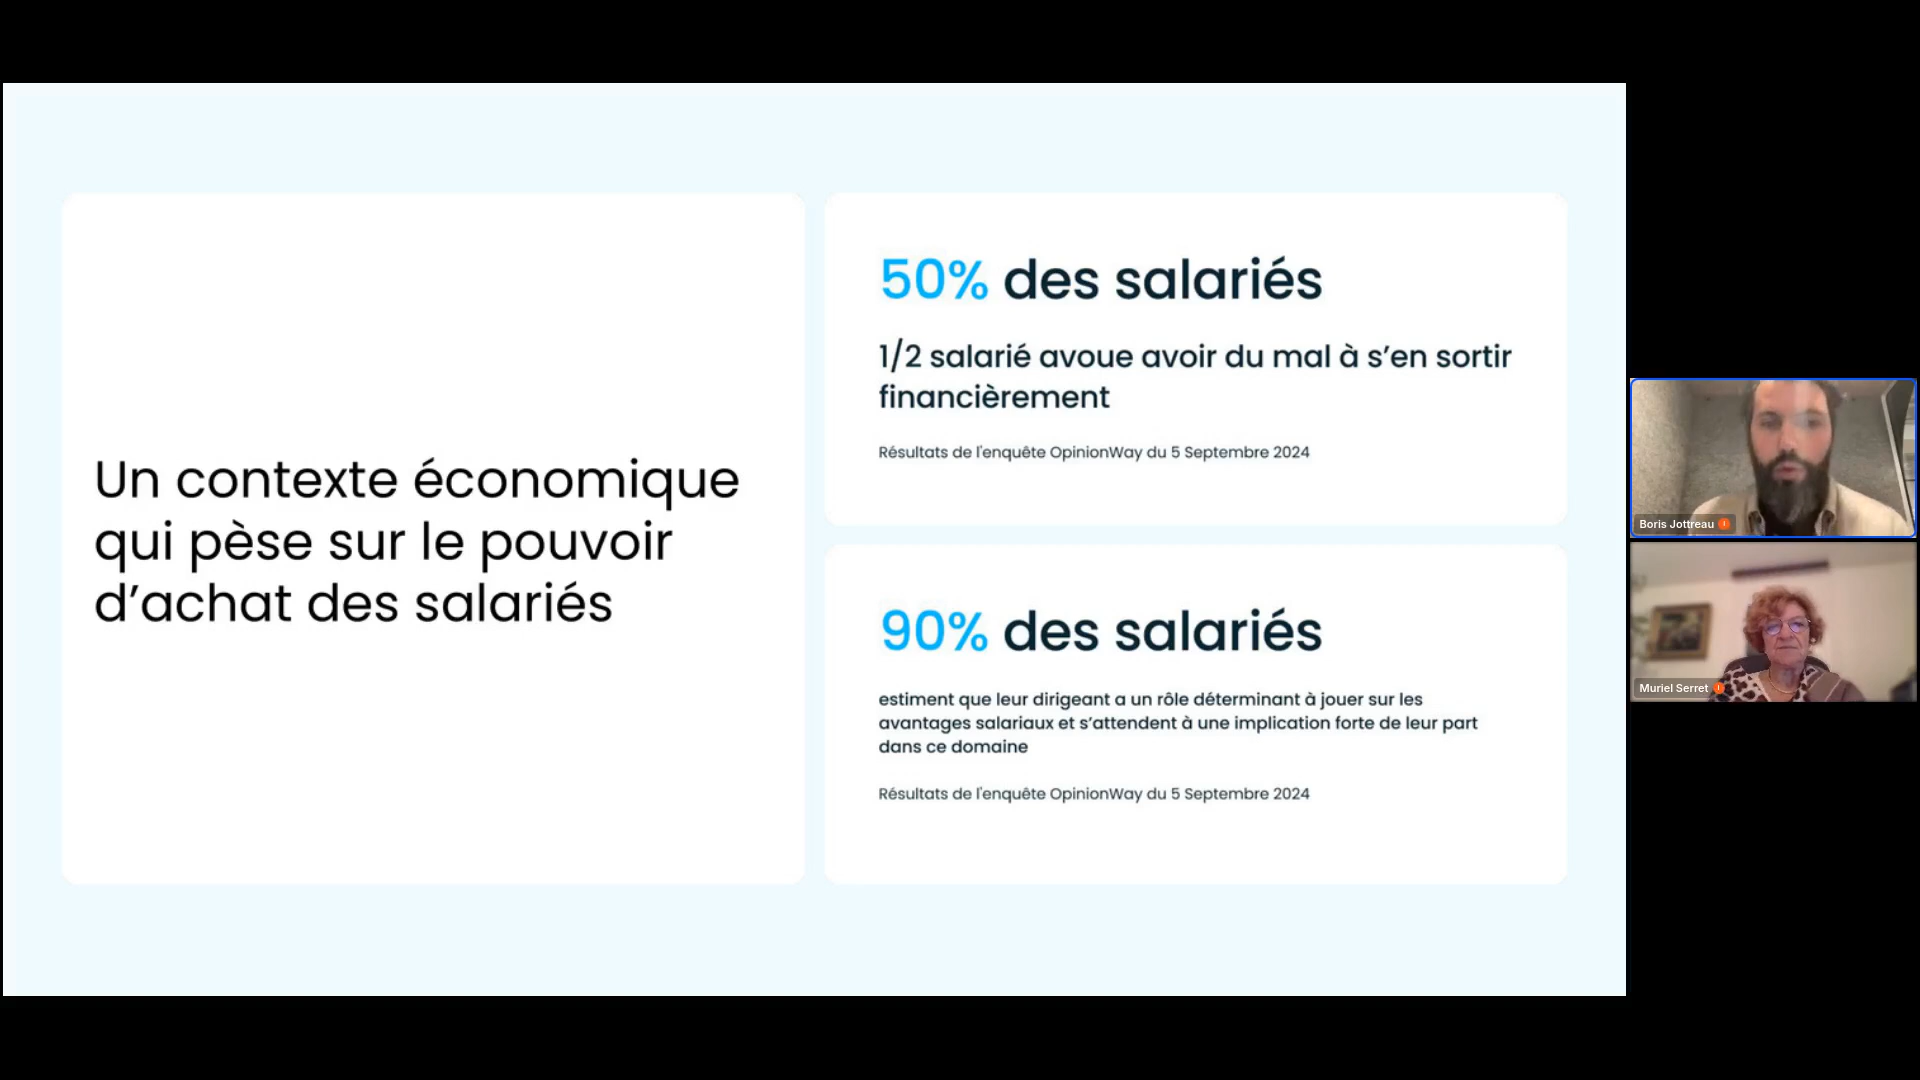 Un contexte économique
qui pèse sur le pouvoir
d’achat des salariés
50% des salariés
1/2 salarié avoue avoir du mal à s’en sortir
financièrement
Résultats de l'enquête OpinionWay du 5 Septembre 2024
90% des salariés
estiment que leur dirigeant a un rôle déterminant à jouer sur les
avantages salariaux et s’attendent à une implication forte de leur part
dans ce domaine
Résultats de l'enquête OpinionWay du 5 Septembre 2024
Boris Jottreau
Muriel Serret